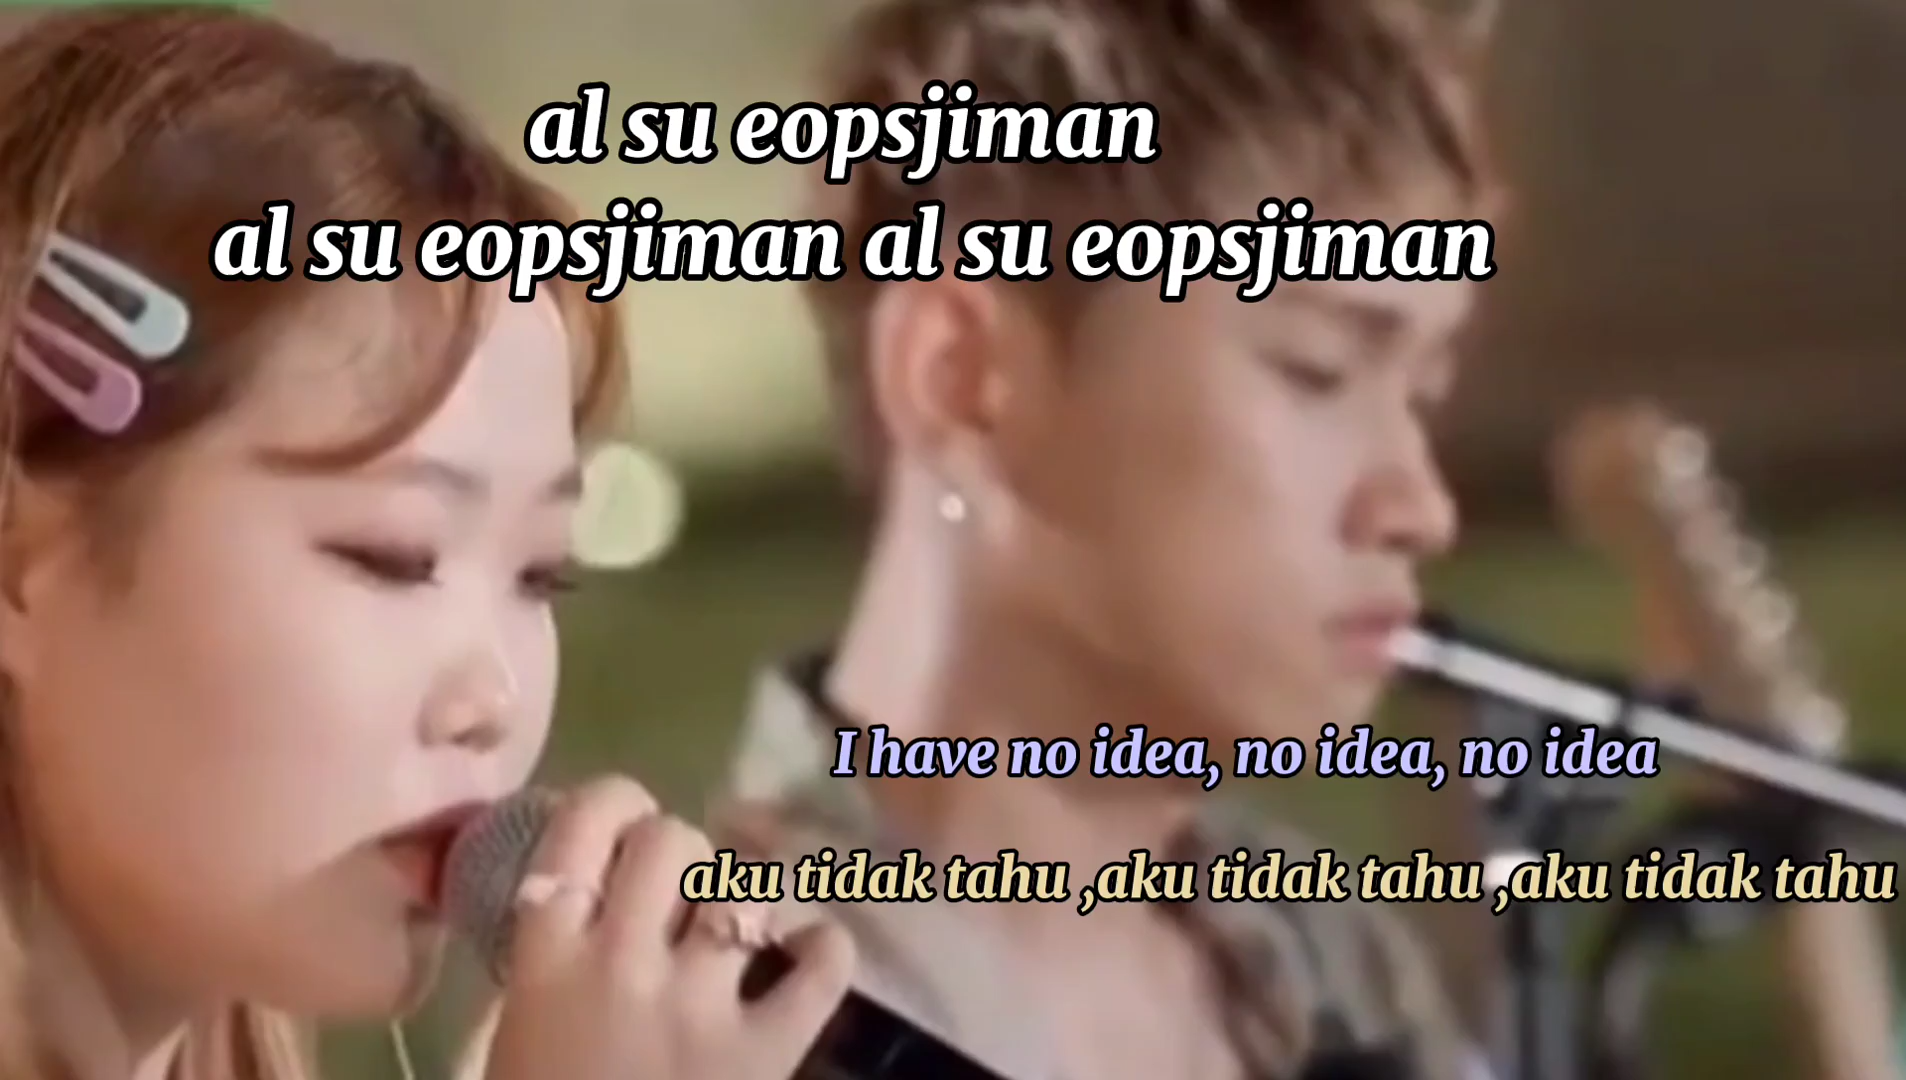 al su eopsjiman
al su eopsjiman al su eopsjiman
I have no idea, no idea, no idea
aku tidak tahu ,aku tidak tahu ,aku tidak tahu